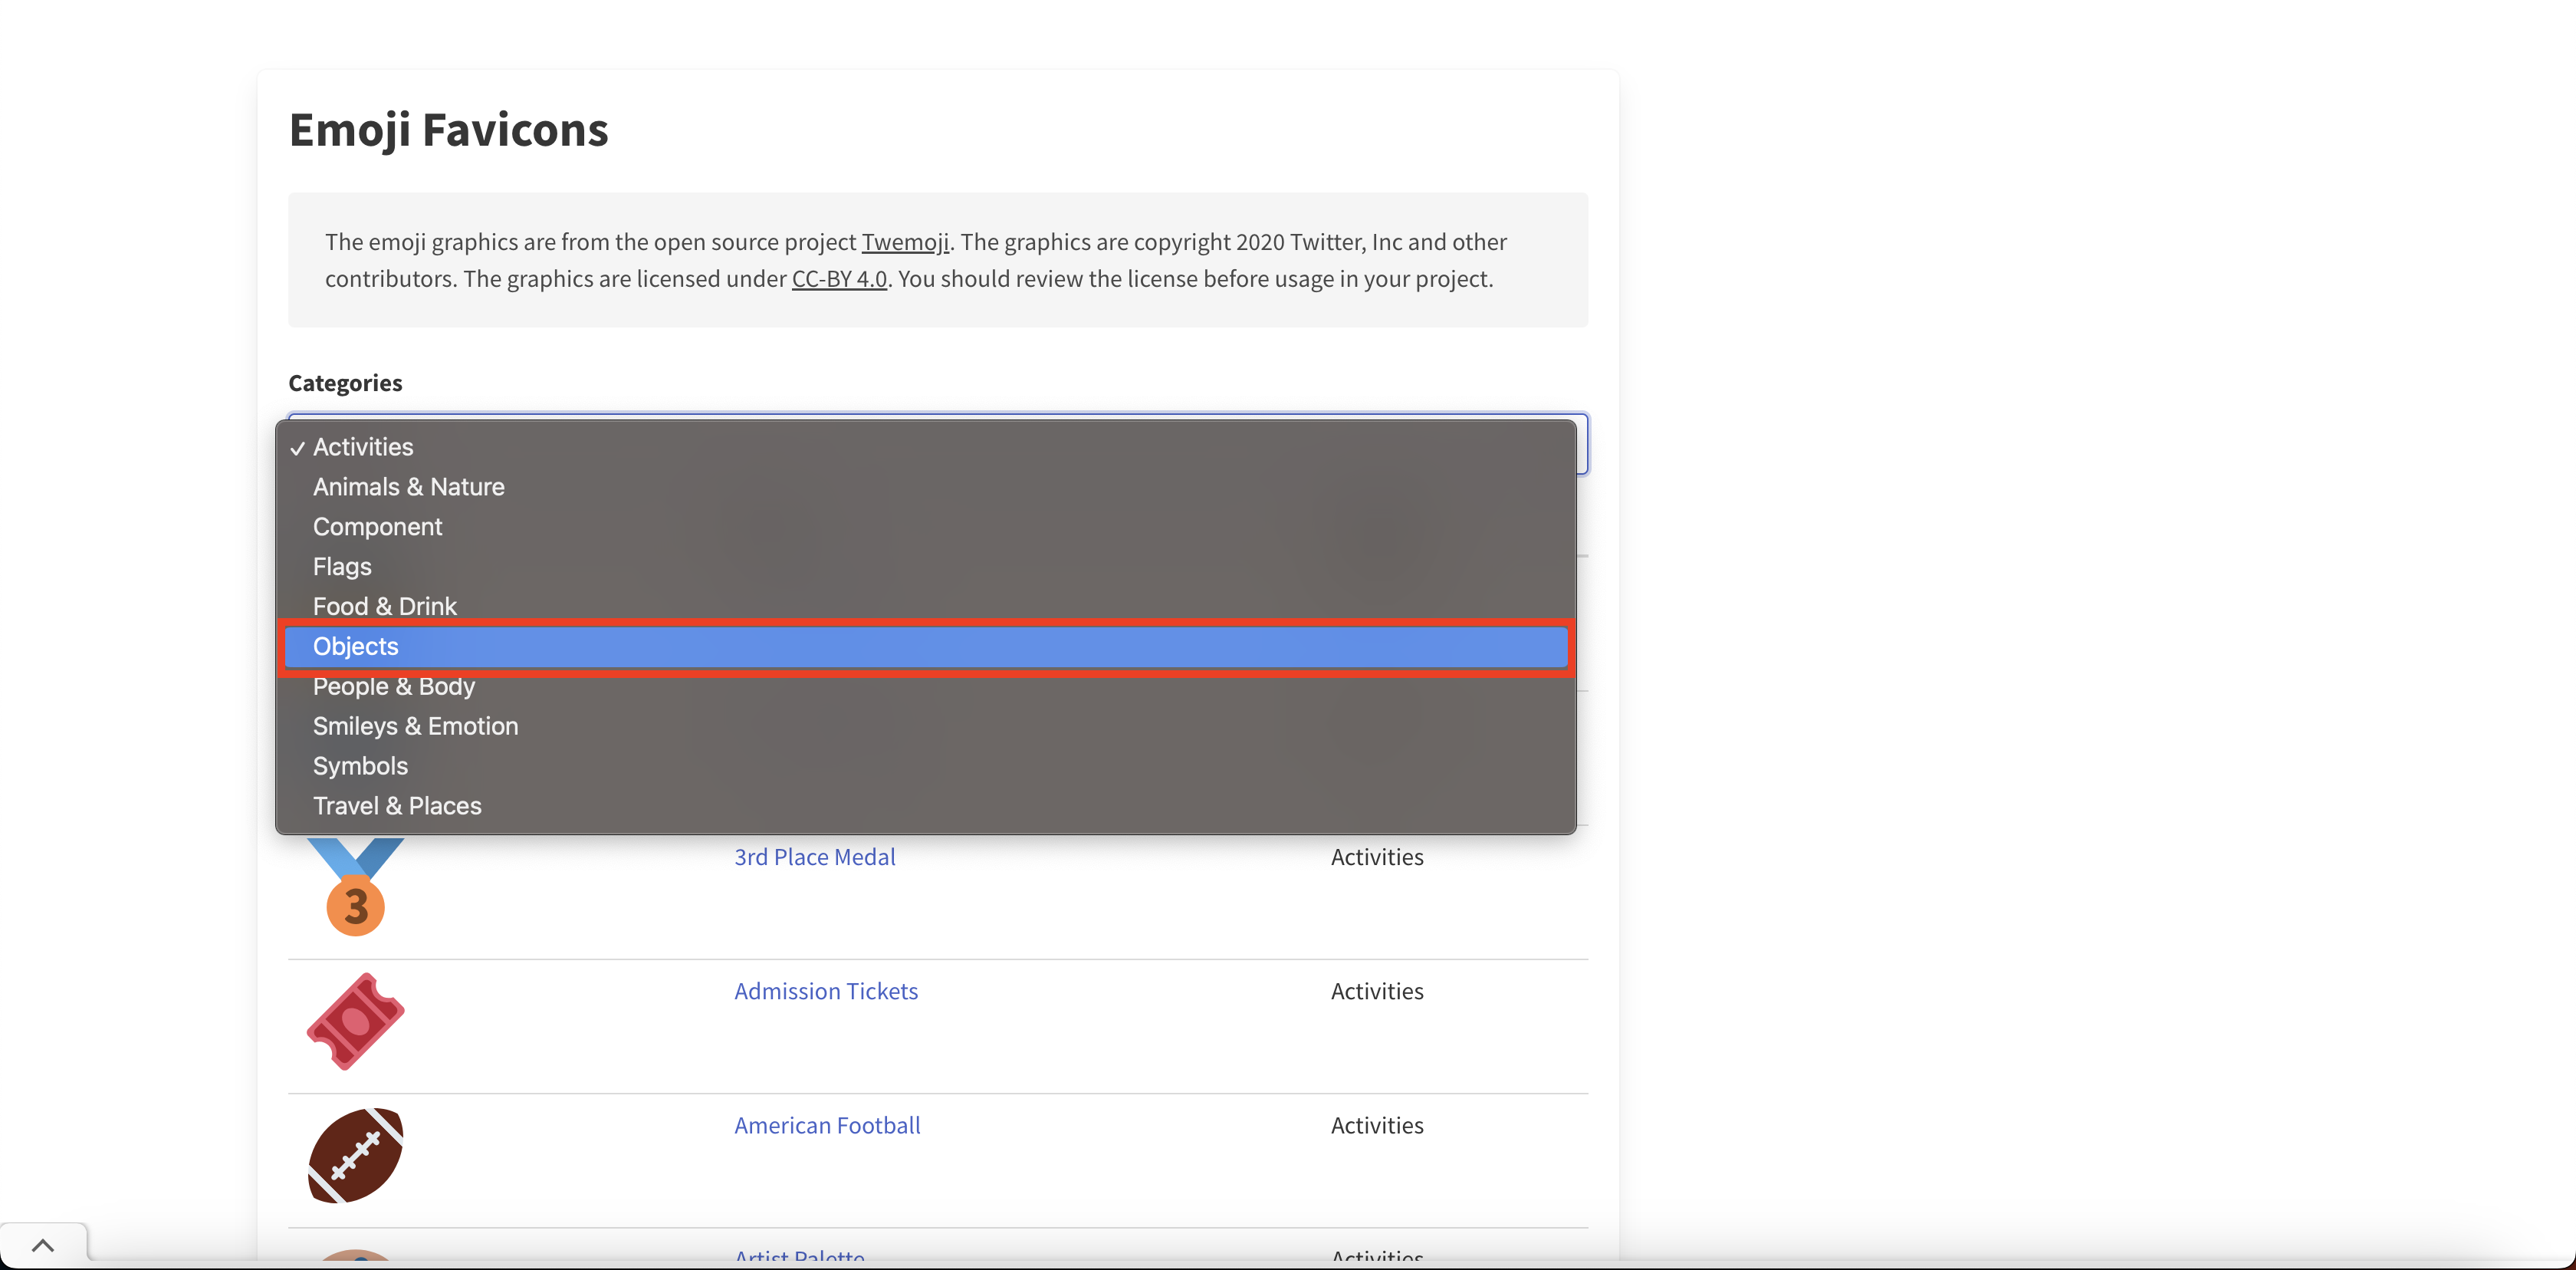 Emoji Favicons
The emoji graphics are from the open source project Twemoji. The graphics are copyright 2020 Twitter, Inc and other
contributors. The graphics are licensed under CC-BY 4.0. You should review the license before usage in your project.
Categories
✓ Activities
Animals & Nature
Component
Flags
Food & Drink
Objects
People & Body
Smileys & Emotion
Symbols
Travel & Places
3rd Place Medal Activities
3
Admission Tickets Activities
American Football Activities
Artist Palette Activities